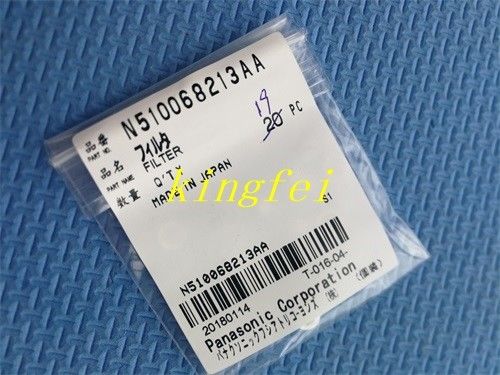 品番 PART NO. N510068213AA
品名 PART NAME フィルタ
FILTER
数量 Q'TY 19 20 PC
MADE IN JAPAN
S1
kingfei
N510068213AA
T-016-04-
20180114
Panasonic Corporation